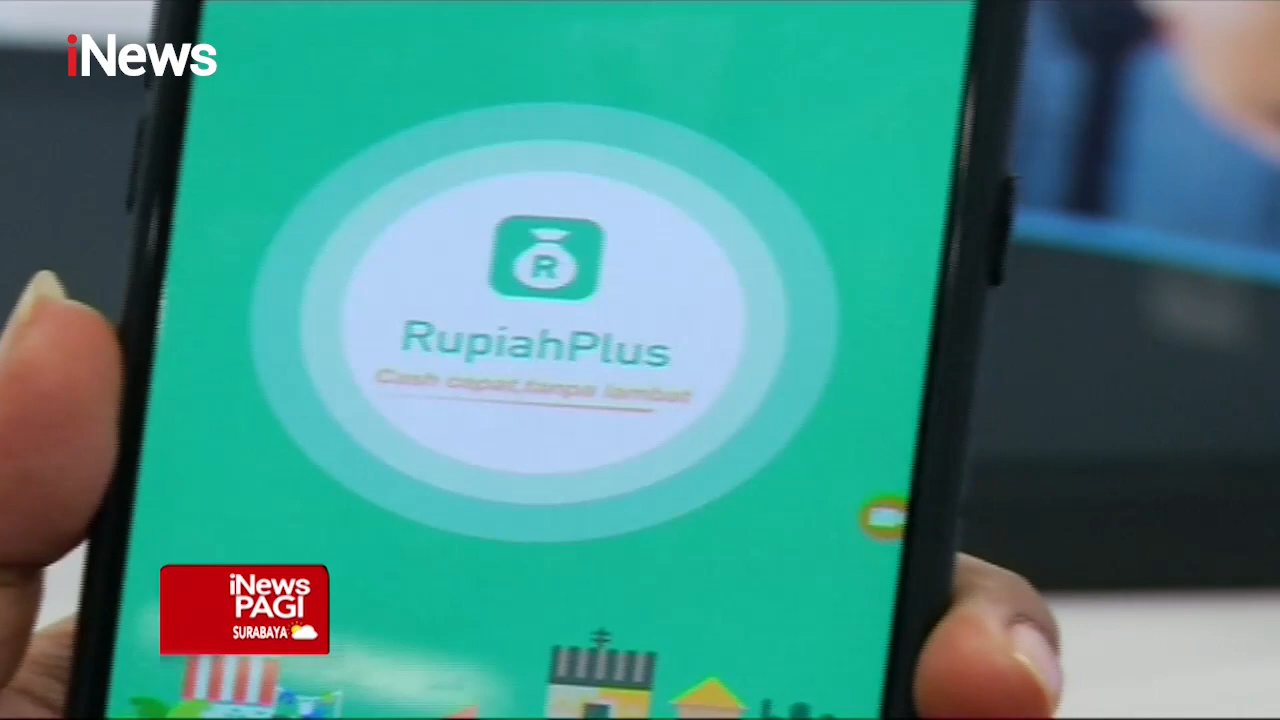 iNews
R
RupiahPlus
Cash cepat, tanpa lambat
iNews
PAGI
SURABAYA